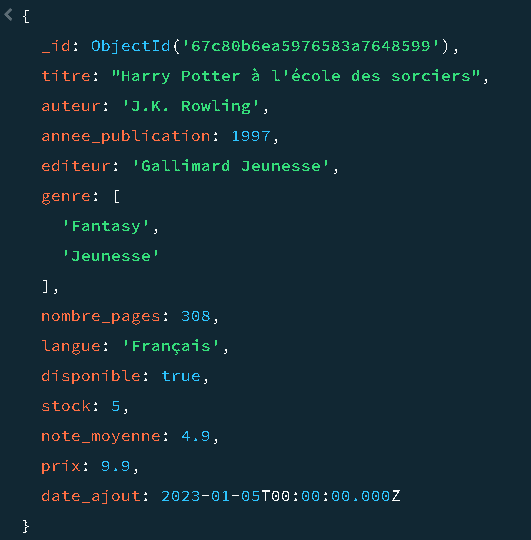 {
_id: ObjectId('67c80b6ea5976583a7648599'),
titre: "Harry Potter à l'école des sorciers",
auteur: 'J.K. Rowling',
annee_publication: 1997,
editeur: 'Gallimard Jeunesse',
genre: [
'Fantasy',
'Jeunesse'
],
nombre_pages: 308,
langue: 'Français',
disponible: true,
stock: 5,
note_moyenne: 4.9,
prix: 9.9,
date_ajout: 2023-01-05T00:00:00.000Z
}